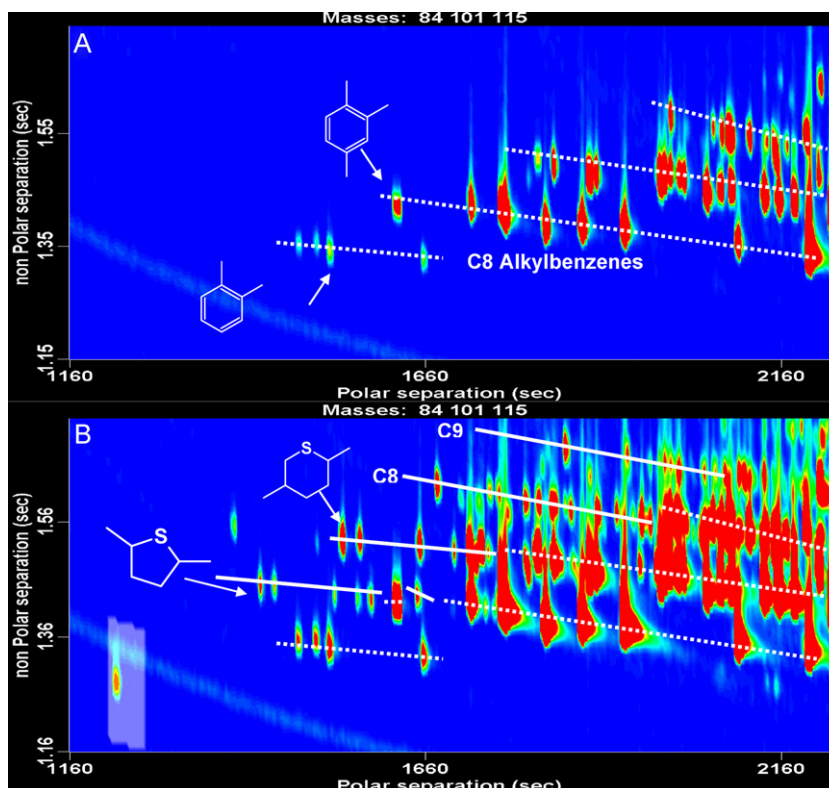 Masses: 84 101 115
A
non Polar separation (sec)
1.55
1.35
1.15
C8 Alkylbenzenes
1160
1660
2160
Polar separation (sec)
Masses: 84 101 115
B
C9
C8
S
S
non Polar separation (sec)
1.56
1.36
1.16
1160
1660
2160
Polar separation (sec)